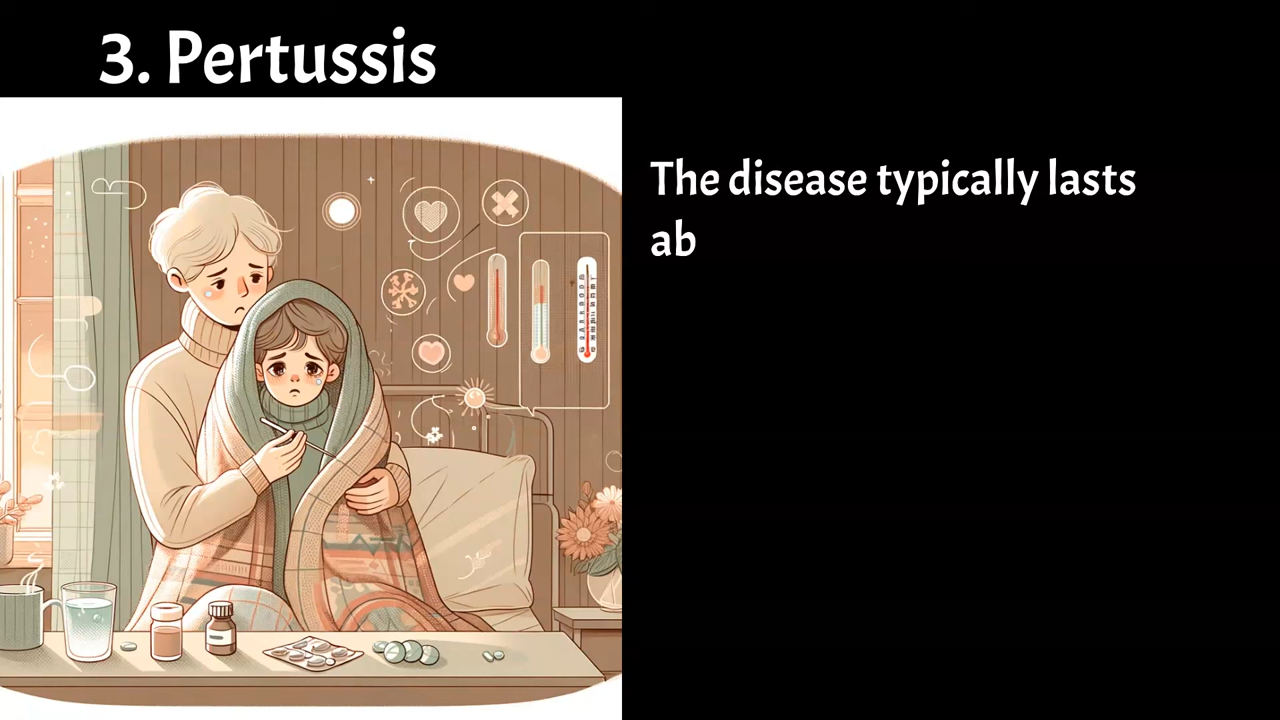 3. Pertussis
The disease typically lasts
ab